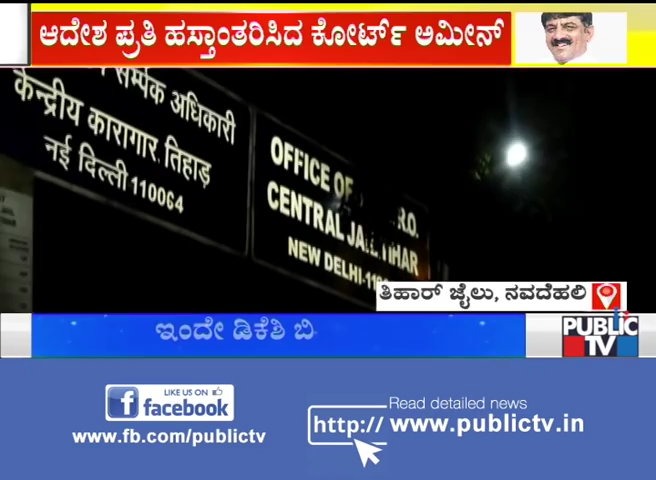 ಆದೇಶ ಪ್ರತಿ ಹಸ್ತಾಂತರಿಸಿದ ಕೋರ್ಟ್ ಅಮೀನ್
सम्पर्क अधिकारी
केन्द्रीय कारागार, तिहाड़
नई दिल्ली 110064
OFFICE OF
R.O.
CENTRAL JAIL TIHAR
NEW DELHI-11
ತಿಹಾರ್ ಜೈಲು, ನವದೆಹಲಿ
ಇಂದೇ ಡಿಕೆಶಿ ಬಿ
PUBLIC
TV
LIKE US ON
facebook
www.fb.com/publictv
Read detailed news
http:// www.publictv.in